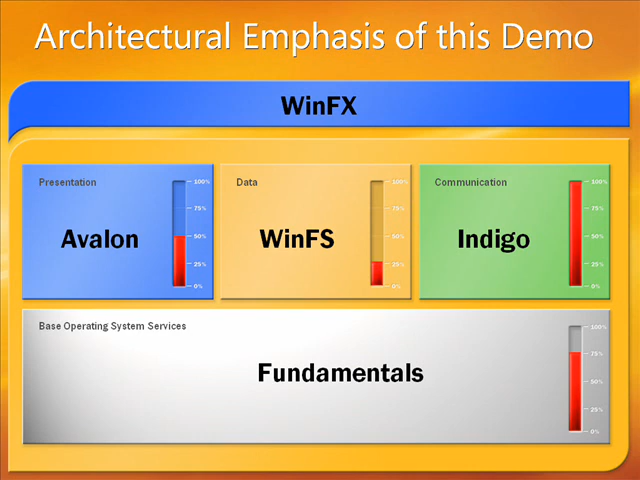 Architectural Emphasis of this Demo
WinFX
Presentation
100%
75%
50%
25%
0%
Avalon
Data
100%
75%
50%
25%
0%
WinFS
Communication
100%
75%
50%
25%
0%
Indigo
Base Operating System Services
100%
75%
50%
25%
0%
Fundamentals